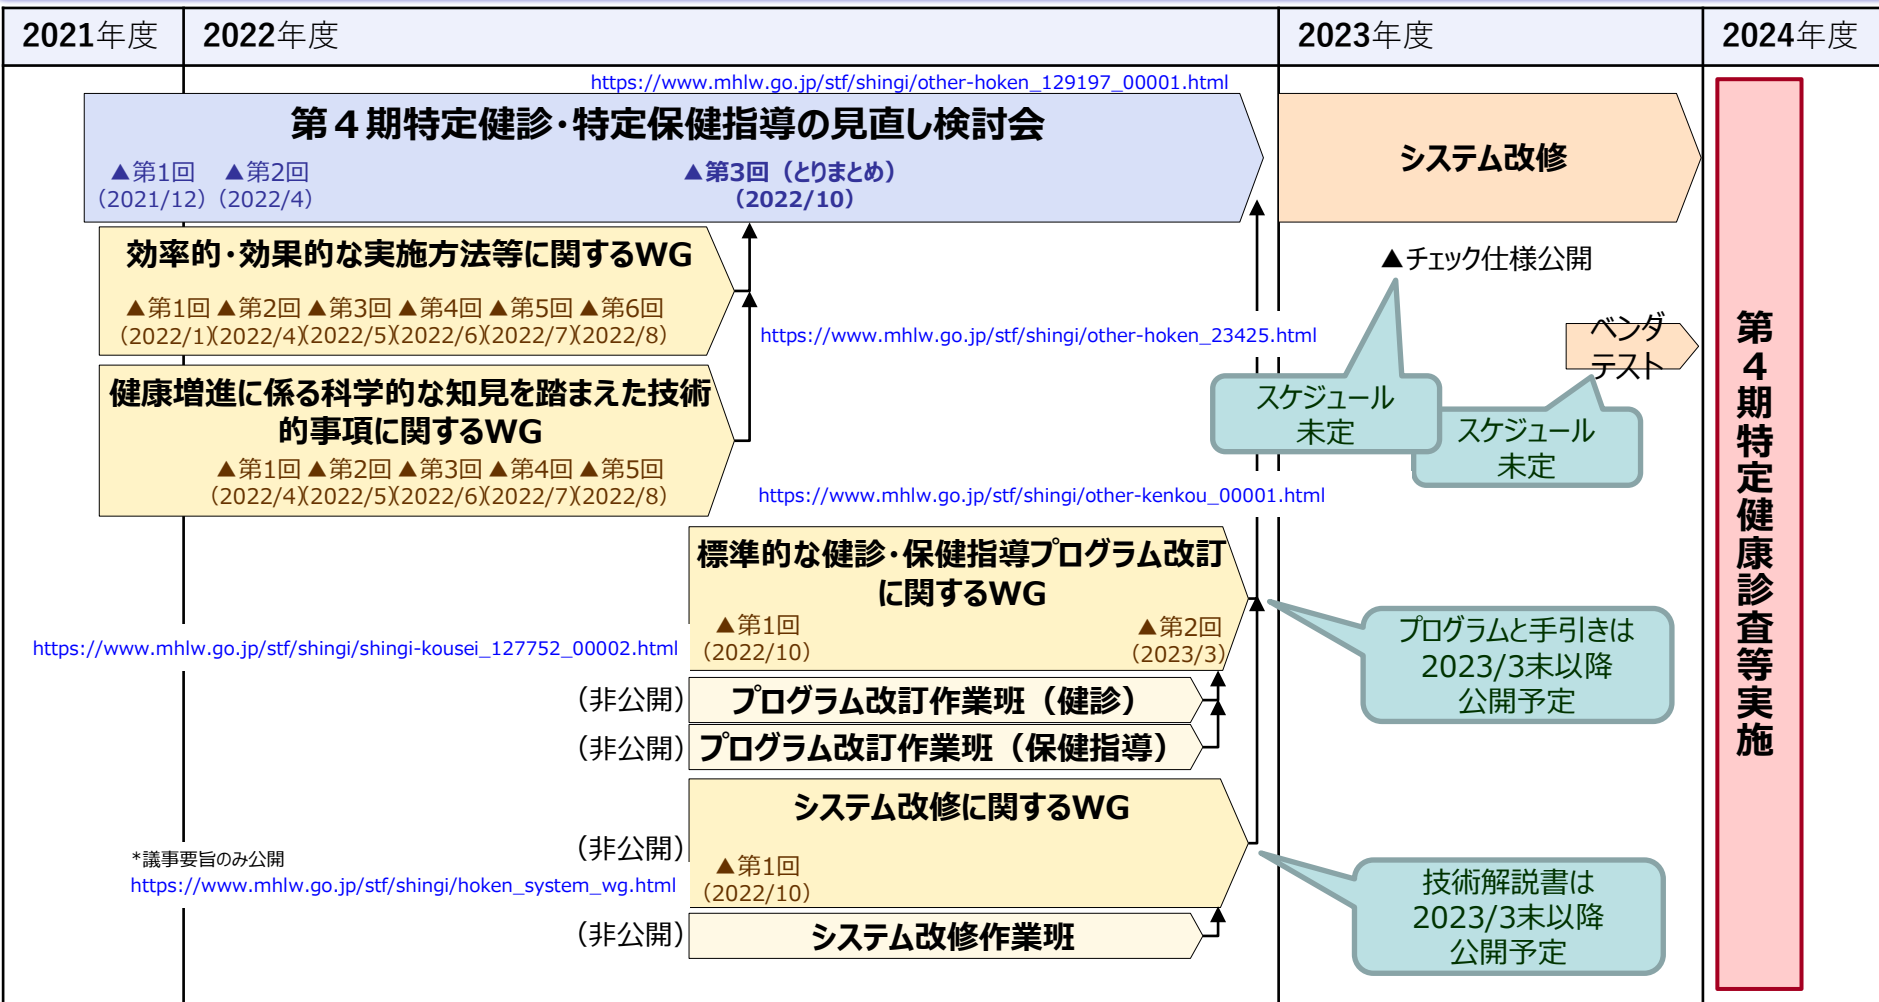 2021年度
2022年度
2023年度
2024年度
https://www.mhlw.go.jp/stf/shingi/other-hoken_129197_00001.html
第４期特定健診・特定保健指導の見直し検討会
▲第1回
(2021/12)
▲第2回
(2022/4)
▲第3回（とりまとめ）
(2022/10)
システム改修
効率的・効果的な実施方法等に関するWG
▲第1回 ▲第2回 ▲第3回 ▲第4回 ▲第5回 ▲第6回
(2022/1)(2022/4)(2022/5)(2022/6)(2022/7)(2022/8)
https://www.mhlw.go.jp/stf/shingi/other-hoken_23425.html
▲チェック仕様公開
ベンダ
テスト
スケジュール
未定
スケジュール
未定
健康増進に係る科学的な知見を踏まえた技術
的事項に関するWG
▲第1回 ▲第2回 ▲第3回 ▲第4回 ▲第5回
(2022/4)(2022/5)(2022/6)(2022/7)(2022/8)
https://www.mhlw.go.jp/stf/shingi/other-kenkou_00001.html
標準的な健診・保健指導プログラム改訂
に関するWG
▲第1回
(2022/10)
▲第2回
(2023/3)
https://www.mhlw.go.jp/stf/shingi/shingi-kousei_127752_00002.html
プログラムと手引きは
2023/3末以降
公開予定
（非公開）
プログラム改訂作業班（健診）
（非公開）
プログラム改訂作業班（保健指導）
システム改修に関するWG
（非公開）
▲第1回
(2022/10)
*議事要旨のみ公開
https://www.mhlw.go.jp/stf/shingi/hoken_system_wg.html
技術解説書は
2023/3末以降
公開予定
（非公開）
システム改修作業班
第４期特定健康診査等実施